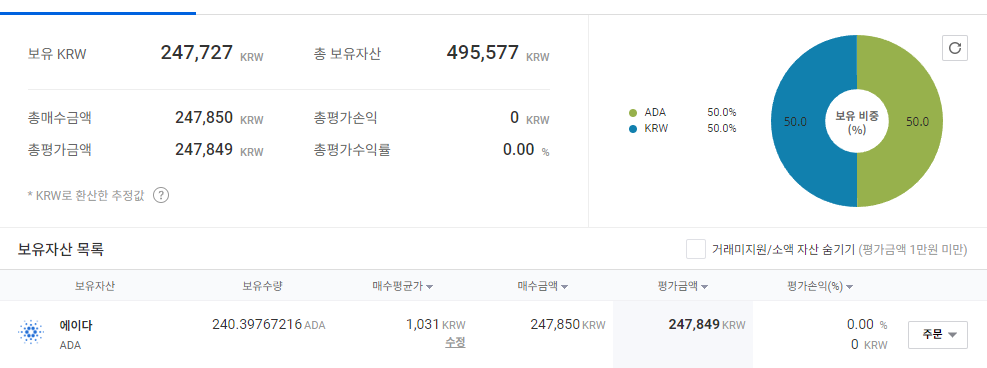 보유 KRW 247,727 KRW 총 보유자산 495,577 KRW
총매수금액 247,850 KRW 총평가손익 0 KRW
총평가금액 247,849 KRW 총평가수익률 0.00 %
* KRW로 환산한 추정값 ?
ADA 50.0%
KRW 50.0%
50.0 보유 비중 50.0
(%)
보유자산 목록 거래미지원/소액 자산 숨기기 (평가금액 1만원 미만)
보유자산 보유수량 매수평균가 매수금액 평가금액 평가손익(%)
에이다 240.39767216 ADA 1,031 KRW 247,850 KRW 247,849 KRW 0.00 %
ADA 수정 0 KRW
주문